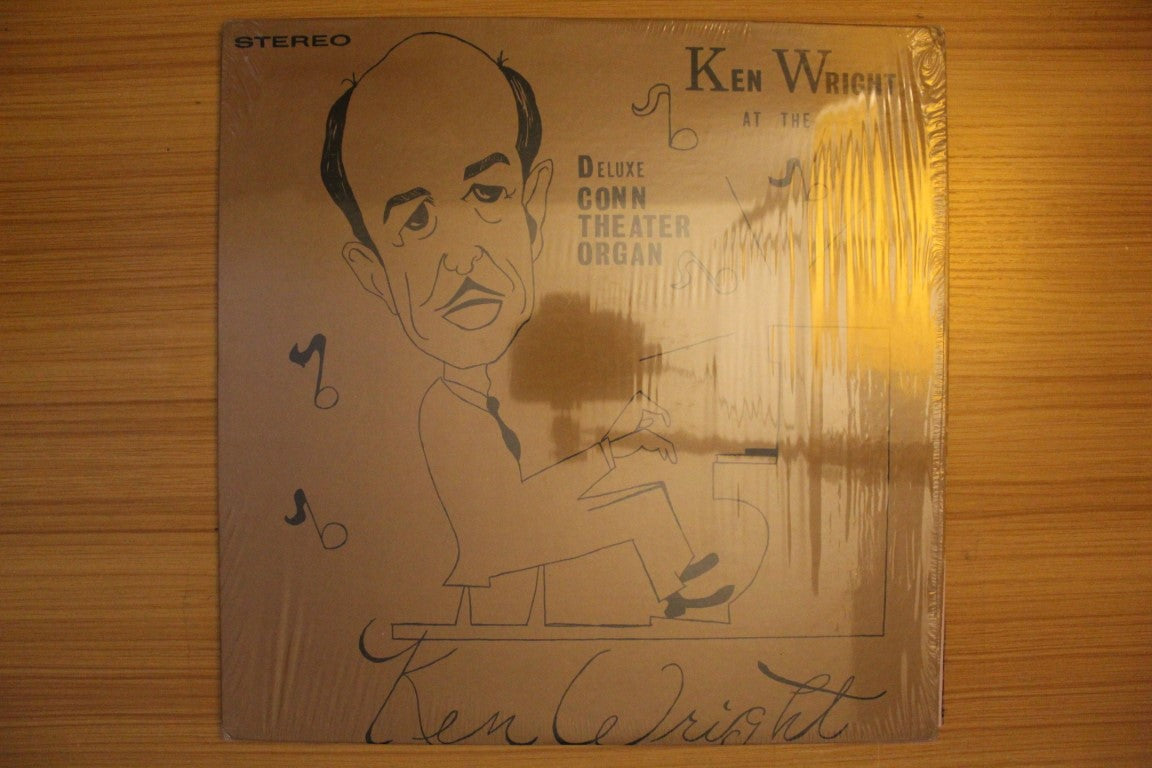 STEREO
KEN WRIGHT
AT THE
DELUXE
CONN
THEATER
ORGAN
Ken Wright